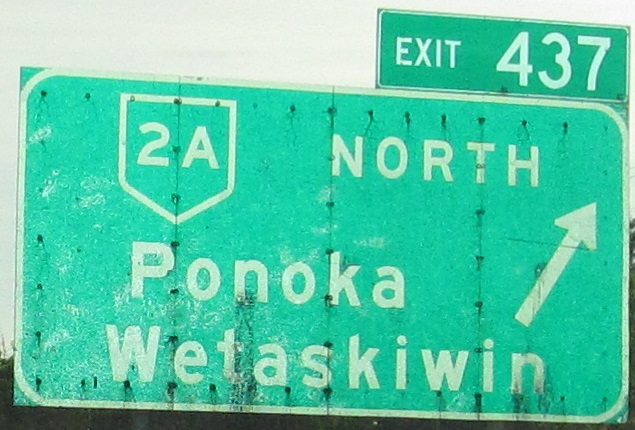 EXIT 437
2A NORTH
Ponoka
Wetaskiwin